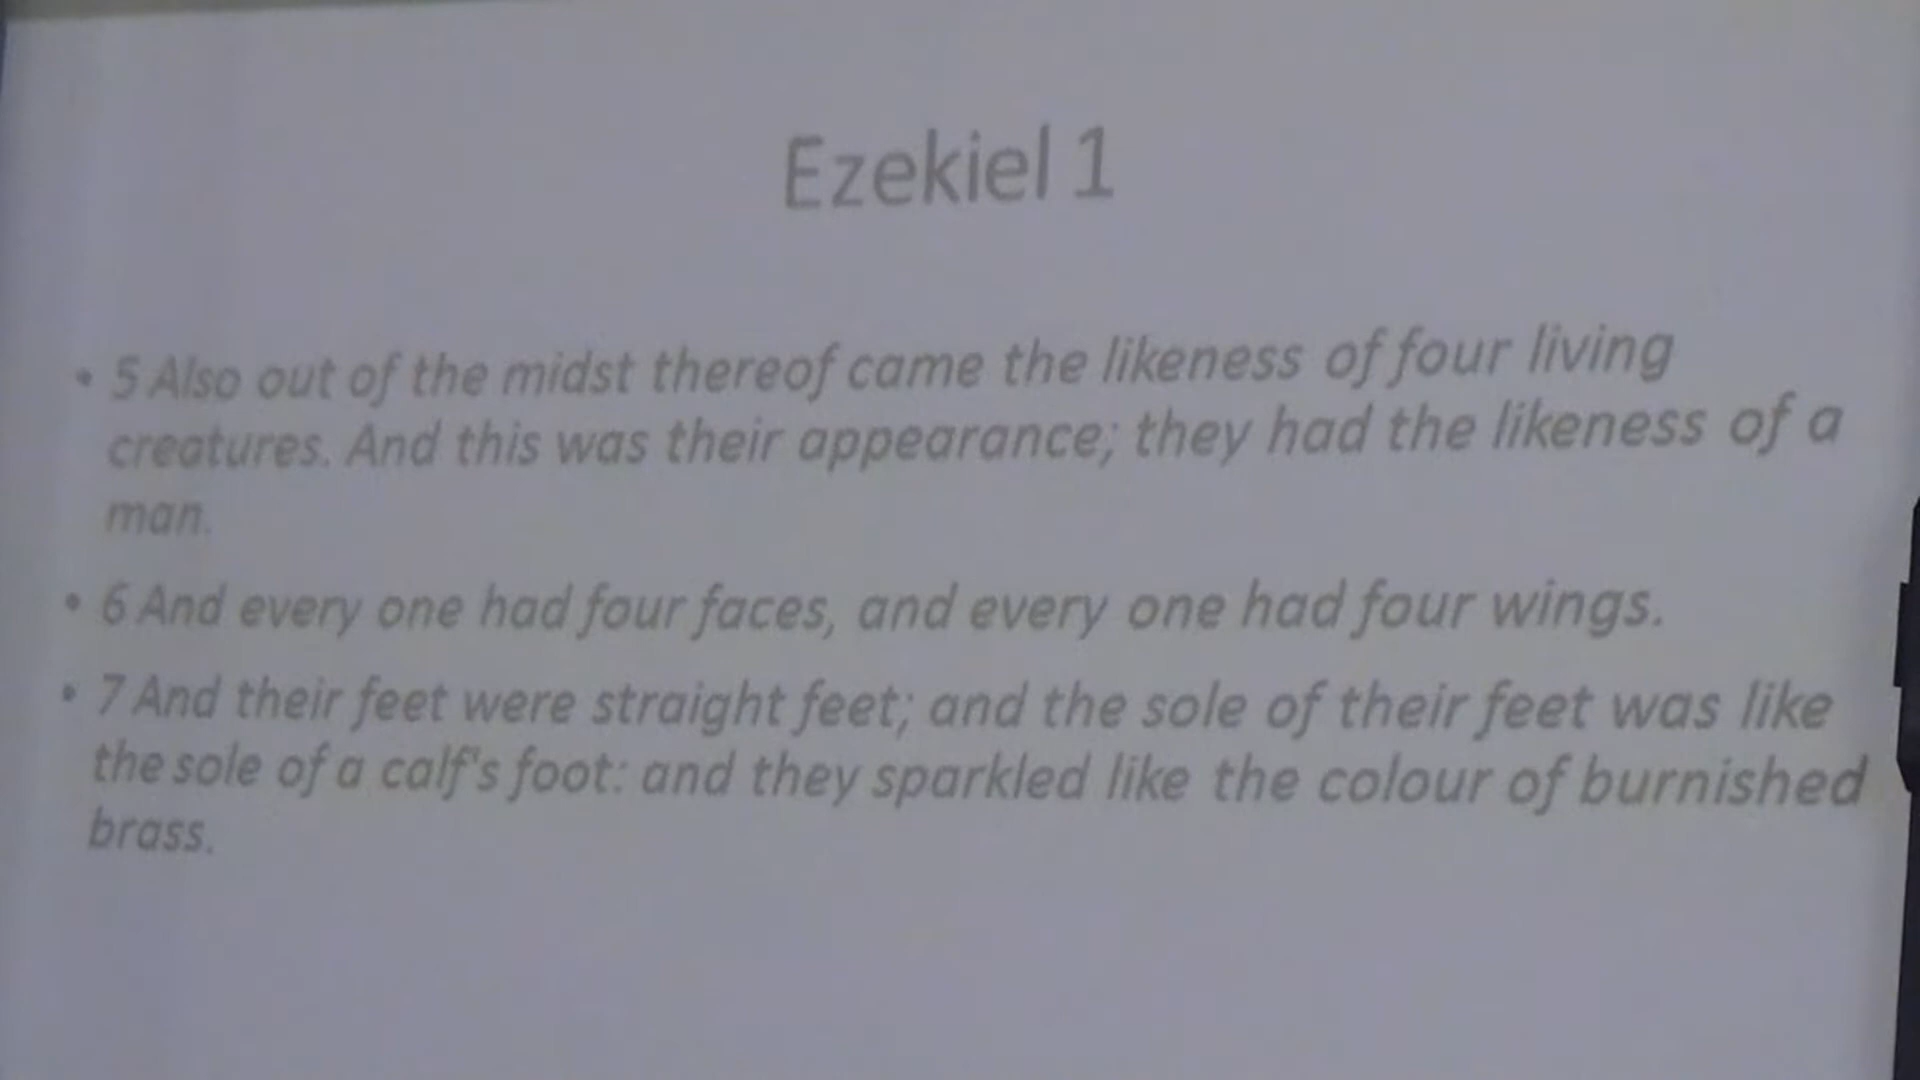 Ezekiel 1
• 5 Also out of the midst thereof came the likeness of four living
creatures. And this was their appearance; they had the likeness of a
man.
• 6 And every one had four faces, and every one had four wings.
• 7 And their feet were straight feet; and the sole of their feet was like
the sole of a calf's foot: and they sparkled like the colour of burnished
brass.